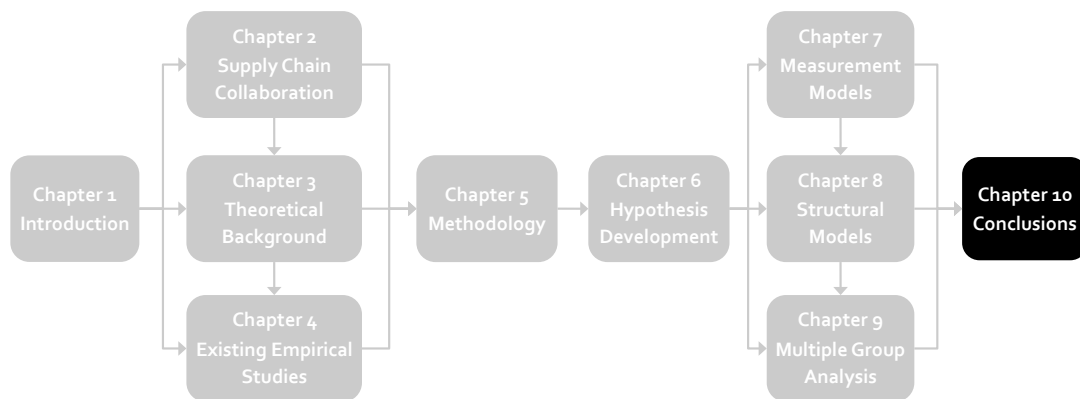 Chapter 1
Introduction
Chapter 2
Supply Chain
Collaboration
Chapter 3
Theoretical
Background
Chapter 4
Existing Empirical
Studies
Chapter 5
Methodology
Chapter 6
Hypothesis
Development
Chapter 7
Measurement
Models
Chapter 8
Structural
Models
Chapter 9
Multiple Group
Analysis
Chapter 10
Conclusions